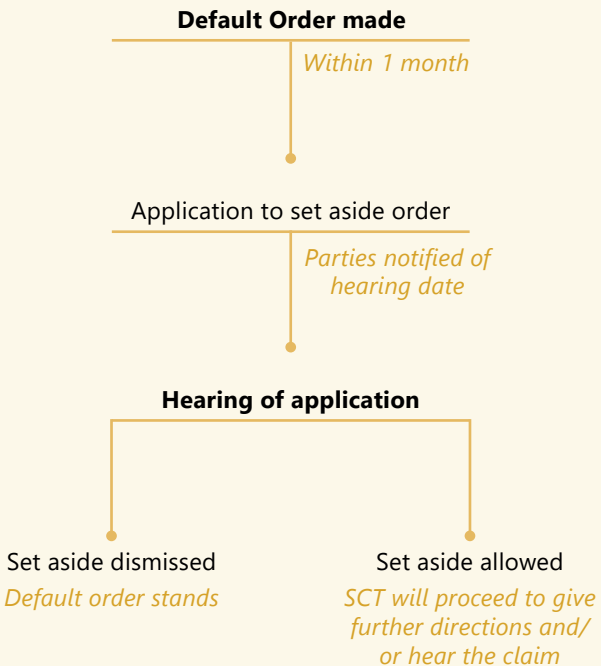 Default Order made
Within 1 month
Application to set aside order
Parties notified of
hearing date
Hearing of application
Set aside dismissed
Default order stands
Set aside allowed
SCT will proceed to give
further directions and/
or hear the claim